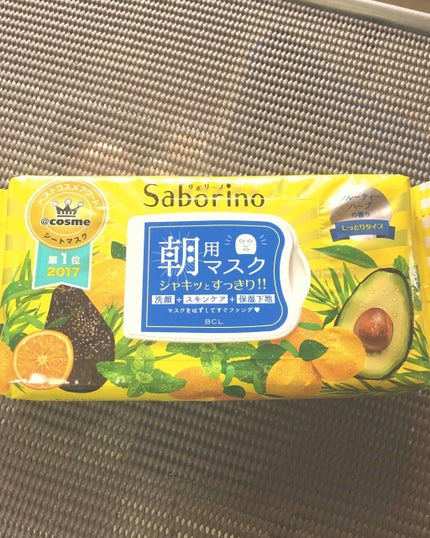 ベストコスメアワード
@cosme
シートマスク
第1位
2017
サボリーノ
Saborino
朝用
マスク
シャキッとすっきり!!
洗顔+スキンケア+保湿下地
マスクをはずしてすぐファンデ♥
BCL
フルーティー
ハーブ
の香り
しっとりタイプ